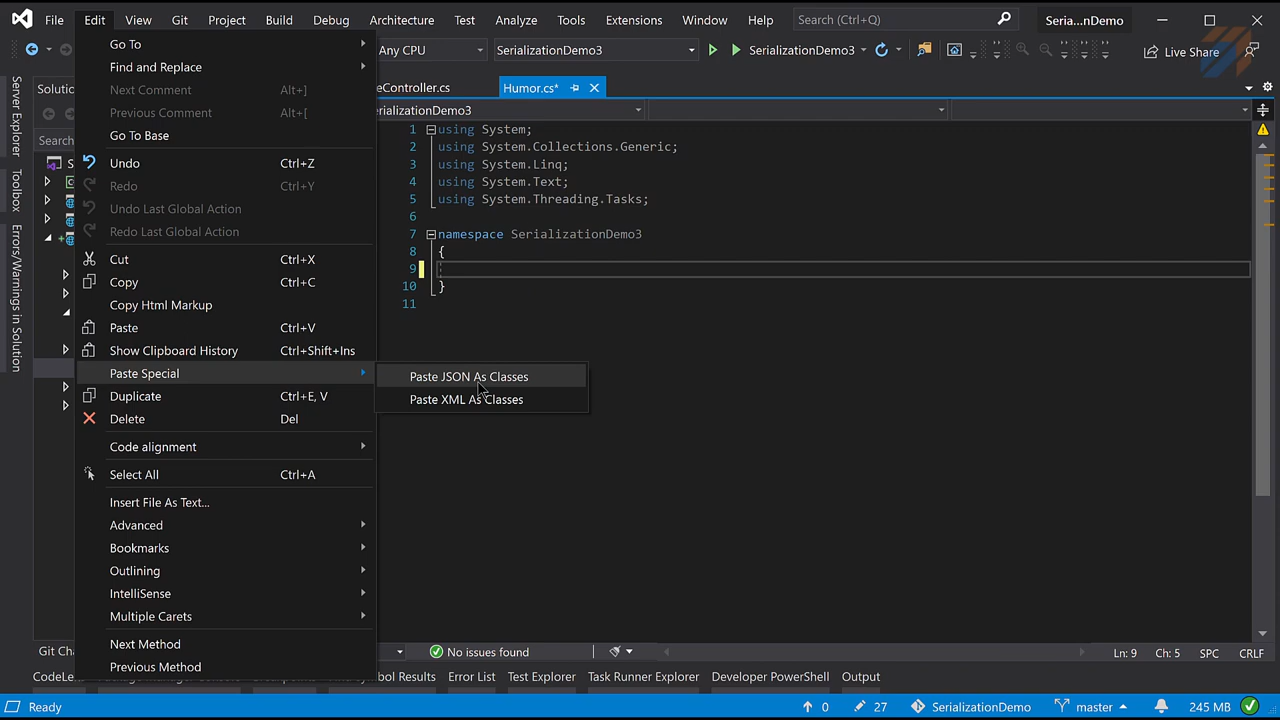 File Edit View Git Project Build Debug Architecture Test Analyze Tools Extensions Window Help Search (Ctrl+Q) Seria...nDemo
Any CPU SerializationDemo3 SerializationDemo3 Live Share
Server Explorer
Toolbox
Errors/Warnings in Solution
Solutio
Search
S
Go To
Find and Replace
Next Comment Alt+]
Previous Comment Alt+[
Go To Base
Undo Ctrl+Z
Redo Ctrl+Y
Undo Last Global Action
Redo Last Global Action
Cut Ctrl+X
Copy Ctrl+C
Copy Html Markup
Paste Ctrl+V
Show Clipboard History Ctrl+Shift+Ins
Paste Special
Duplicate Ctrl+E, V
Delete Del
Code alignment
Select All Ctrl+A
Insert File As Text...
Advanced
Bookmarks
Outlining
IntelliSense
Multiple Carets
Next Method
Previous Method
Paste JSON As Classes
Paste XML As Classes
eController.cs Humor.cs*
erializationDemo3
1 using System;
2 using System.Collections.Generic;
3 using System.Linq;
4 using System.Text;
5 using System.Threading.Tasks;
6
7 namespace SerializationDemo3
8 {
9
10 }
11
Git Cha No issues found Ln: 9 Ch: 5 SPC CRLF
CodeLe Results Error List Test Explorer Task Runner Explorer Developer PowerShell Output
Ready 0 27 SerializationDemo master 245 MB